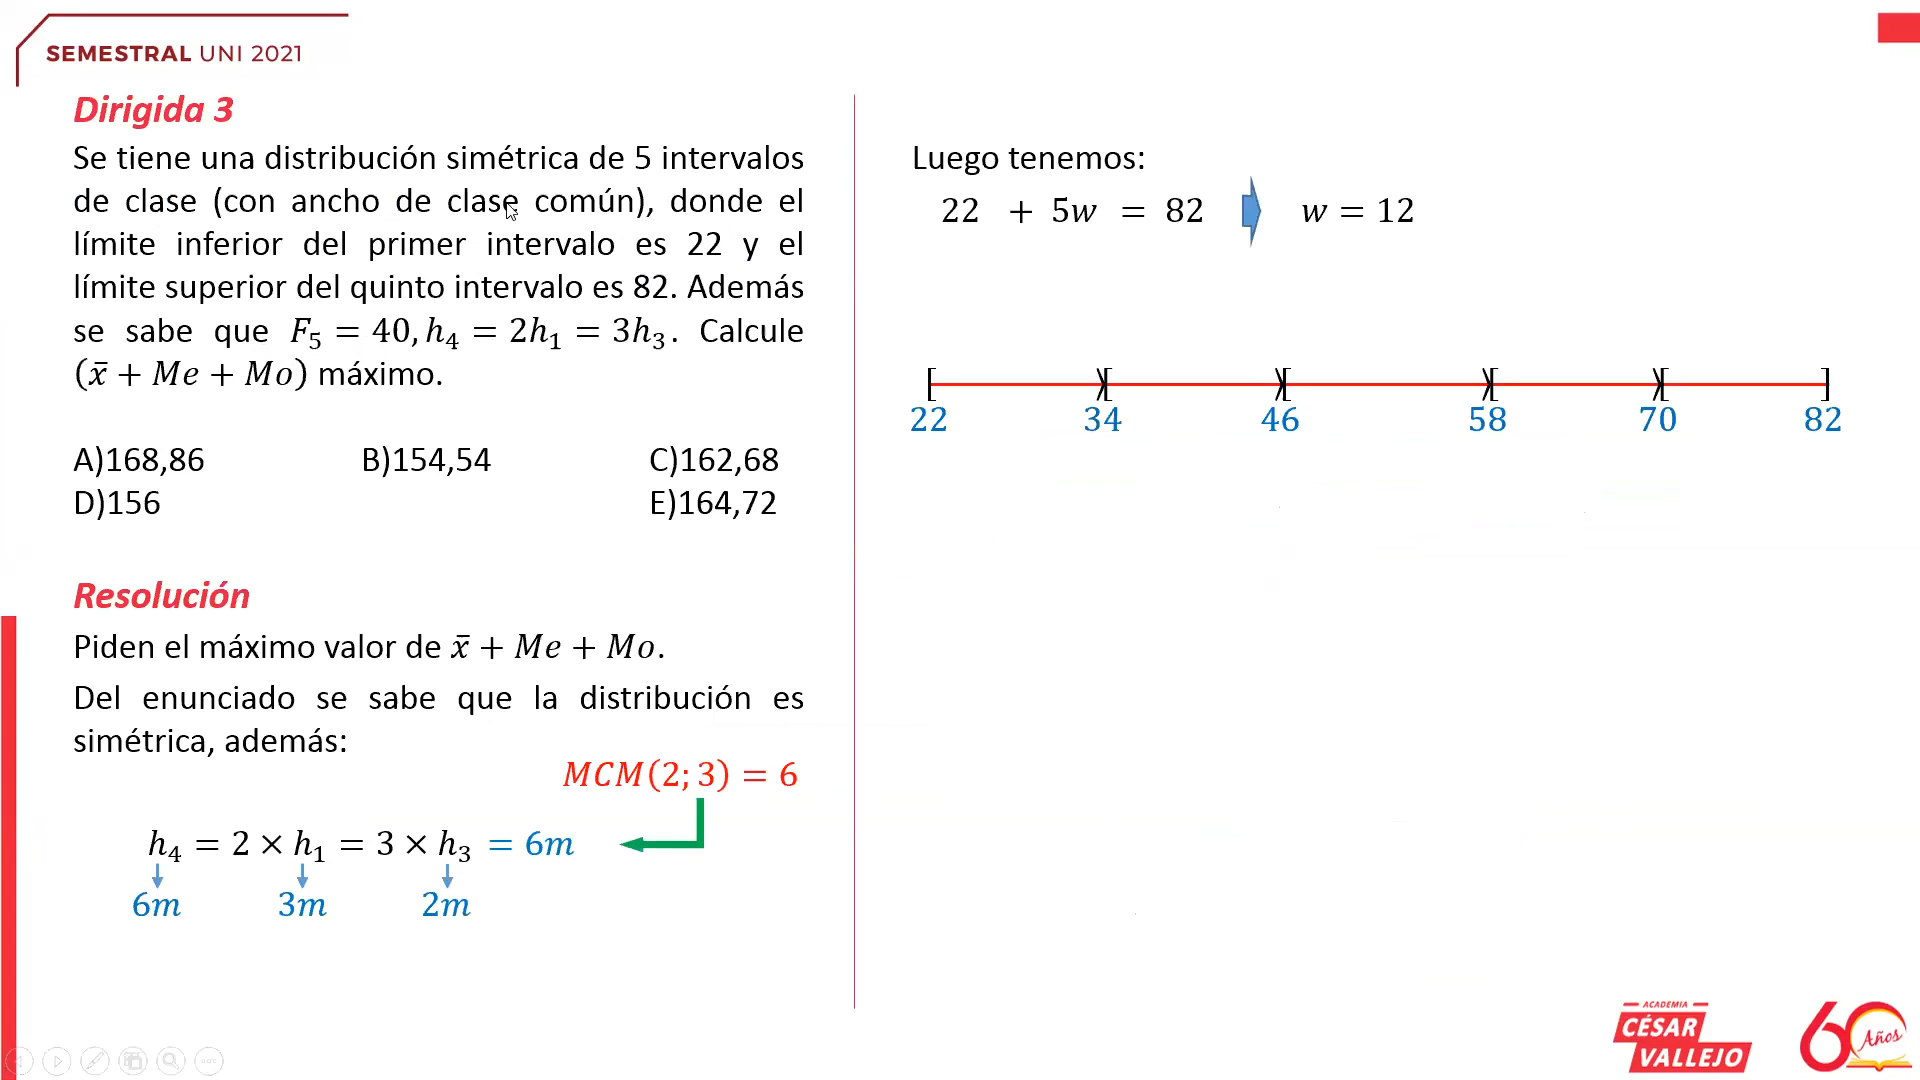 SEMESTRAL UNI 2021
Dirigida 3
Se tiene una distribución simétrica de 5 intervalos
de clase (con ancho de clase común), donde el
límite inferior del primer intervalo es 22 y el
límite superior del quinto intervalo es 82. Además
se sabe que F₅ = 40, h₄ = 2h₁ = 3h₃. Calcule
(x̄ + Me + Mo) máximo.
A)168,86 B)154,54 C)162,68
D)156 E)164,72
Resolución
Piden el máximo valor de x̄ + Me + Mo.
Del enunciado se sabe que la distribución es
simétrica, además:
MCM(2; 3) = 6
h₄ = 2 × h₁ = 3 × h₃ = 6m
6m 3m 2m
Luego tenemos:
22 + 5w = 82 w = 12
22 34 46 58 70 82
ACADEMIA
CÉSAR
VALLEJO
60 Años